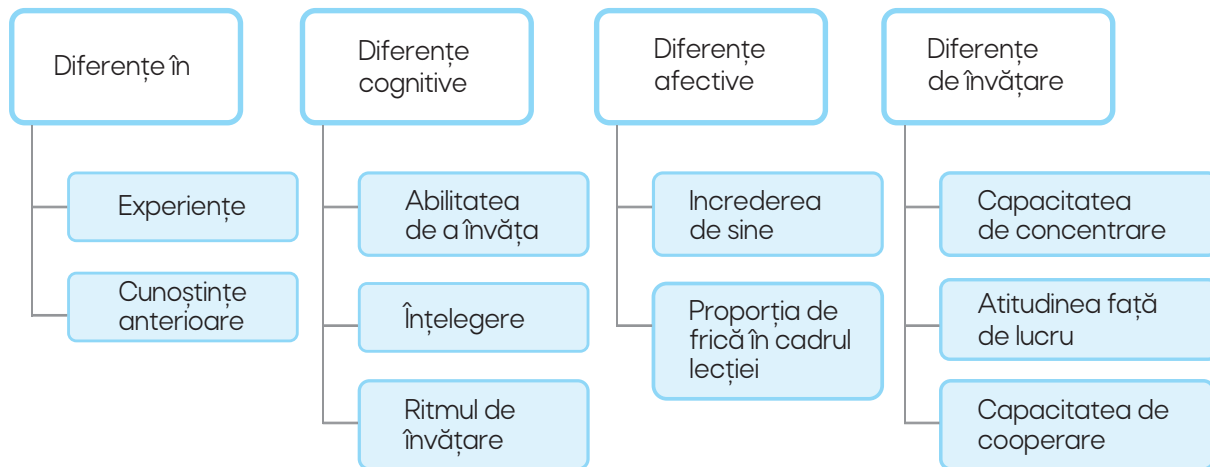 Diferențe în
Experiențe
Cunoștințe
anterioare
Diferențe
cognitive
Abilitatea
de a învăța
Înțelegere
Ritmul de
învățare
Diferențe
afective
Increderea
de sine
Proporția de
frică în cadrul
lecției
Diferențe
de învățare
Capacitatea
de concentrare
Atitudinea față
de lucru
Capacitatea de
cooperare